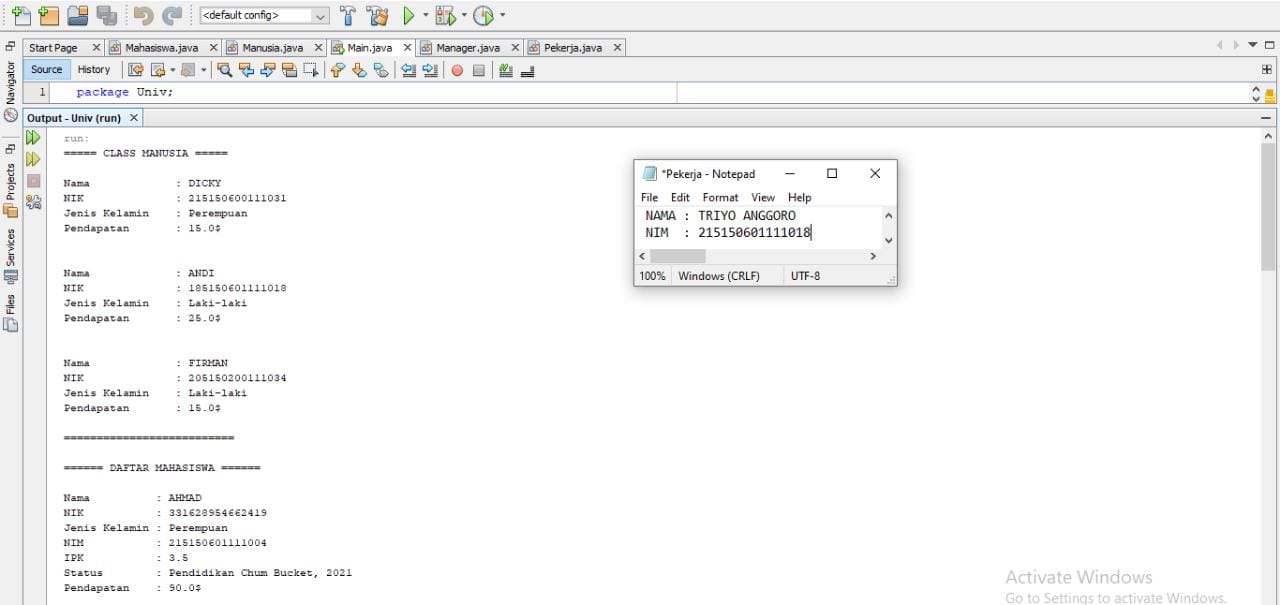 <default config>
Start Page
Mahasiswa.java
Manusia.java
Main.java
Manager.java
Pekerja.java
Source History
Navigator
Projects
Services
Files
1 package Univ;
Output - Univ (run)
run:
===== CLASS MANUSIA =====
Nama : DICKY
NIK : 215150600111031
Jenis Kelamin : Perempuan
Pendapatan : 15.0$
Nama : ANDI
NIK : 185150601111018
Jenis Kelamin : Laki-laki
Pendapatan : 25.0$
Nama : FIRMAN
NIK : 205150200111034
Jenis Kelamin : Laki-laki
Pendapatan : 15.0$
==========================
====== DAFTAR MAHASISWA ======
Nama : AHMAD
NIK : 331628954662419
Jenis Kelamin : Perempuan
NIM : 215150601111004
IPK : 3.5
Status : Pendidikan Chum Bucket, 2021
Pendapatan : 90.0$
*Pekerja - Notepad
File Edit Format View Help
NAMA : TRIYO ANGGORO
NIM : 215150601111018
100% Windows (CRLF) UTF-8
Activate Windows
Go to Settings to activate Windows.